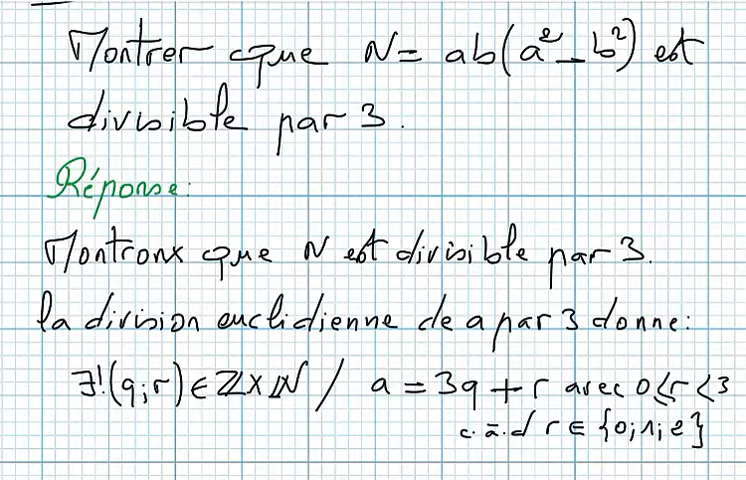 Montrer que N = ab(a² - b²) est
divisible par 3.
Réponse:
Montrons que N est divisible par 3.
la division euclidienne de a par 3 donne:
∃!(q;r) ∈ ℤ×ℕ / a = 3q + r avec 0≤r<3
c.à.d r ∈ {0;1;2}